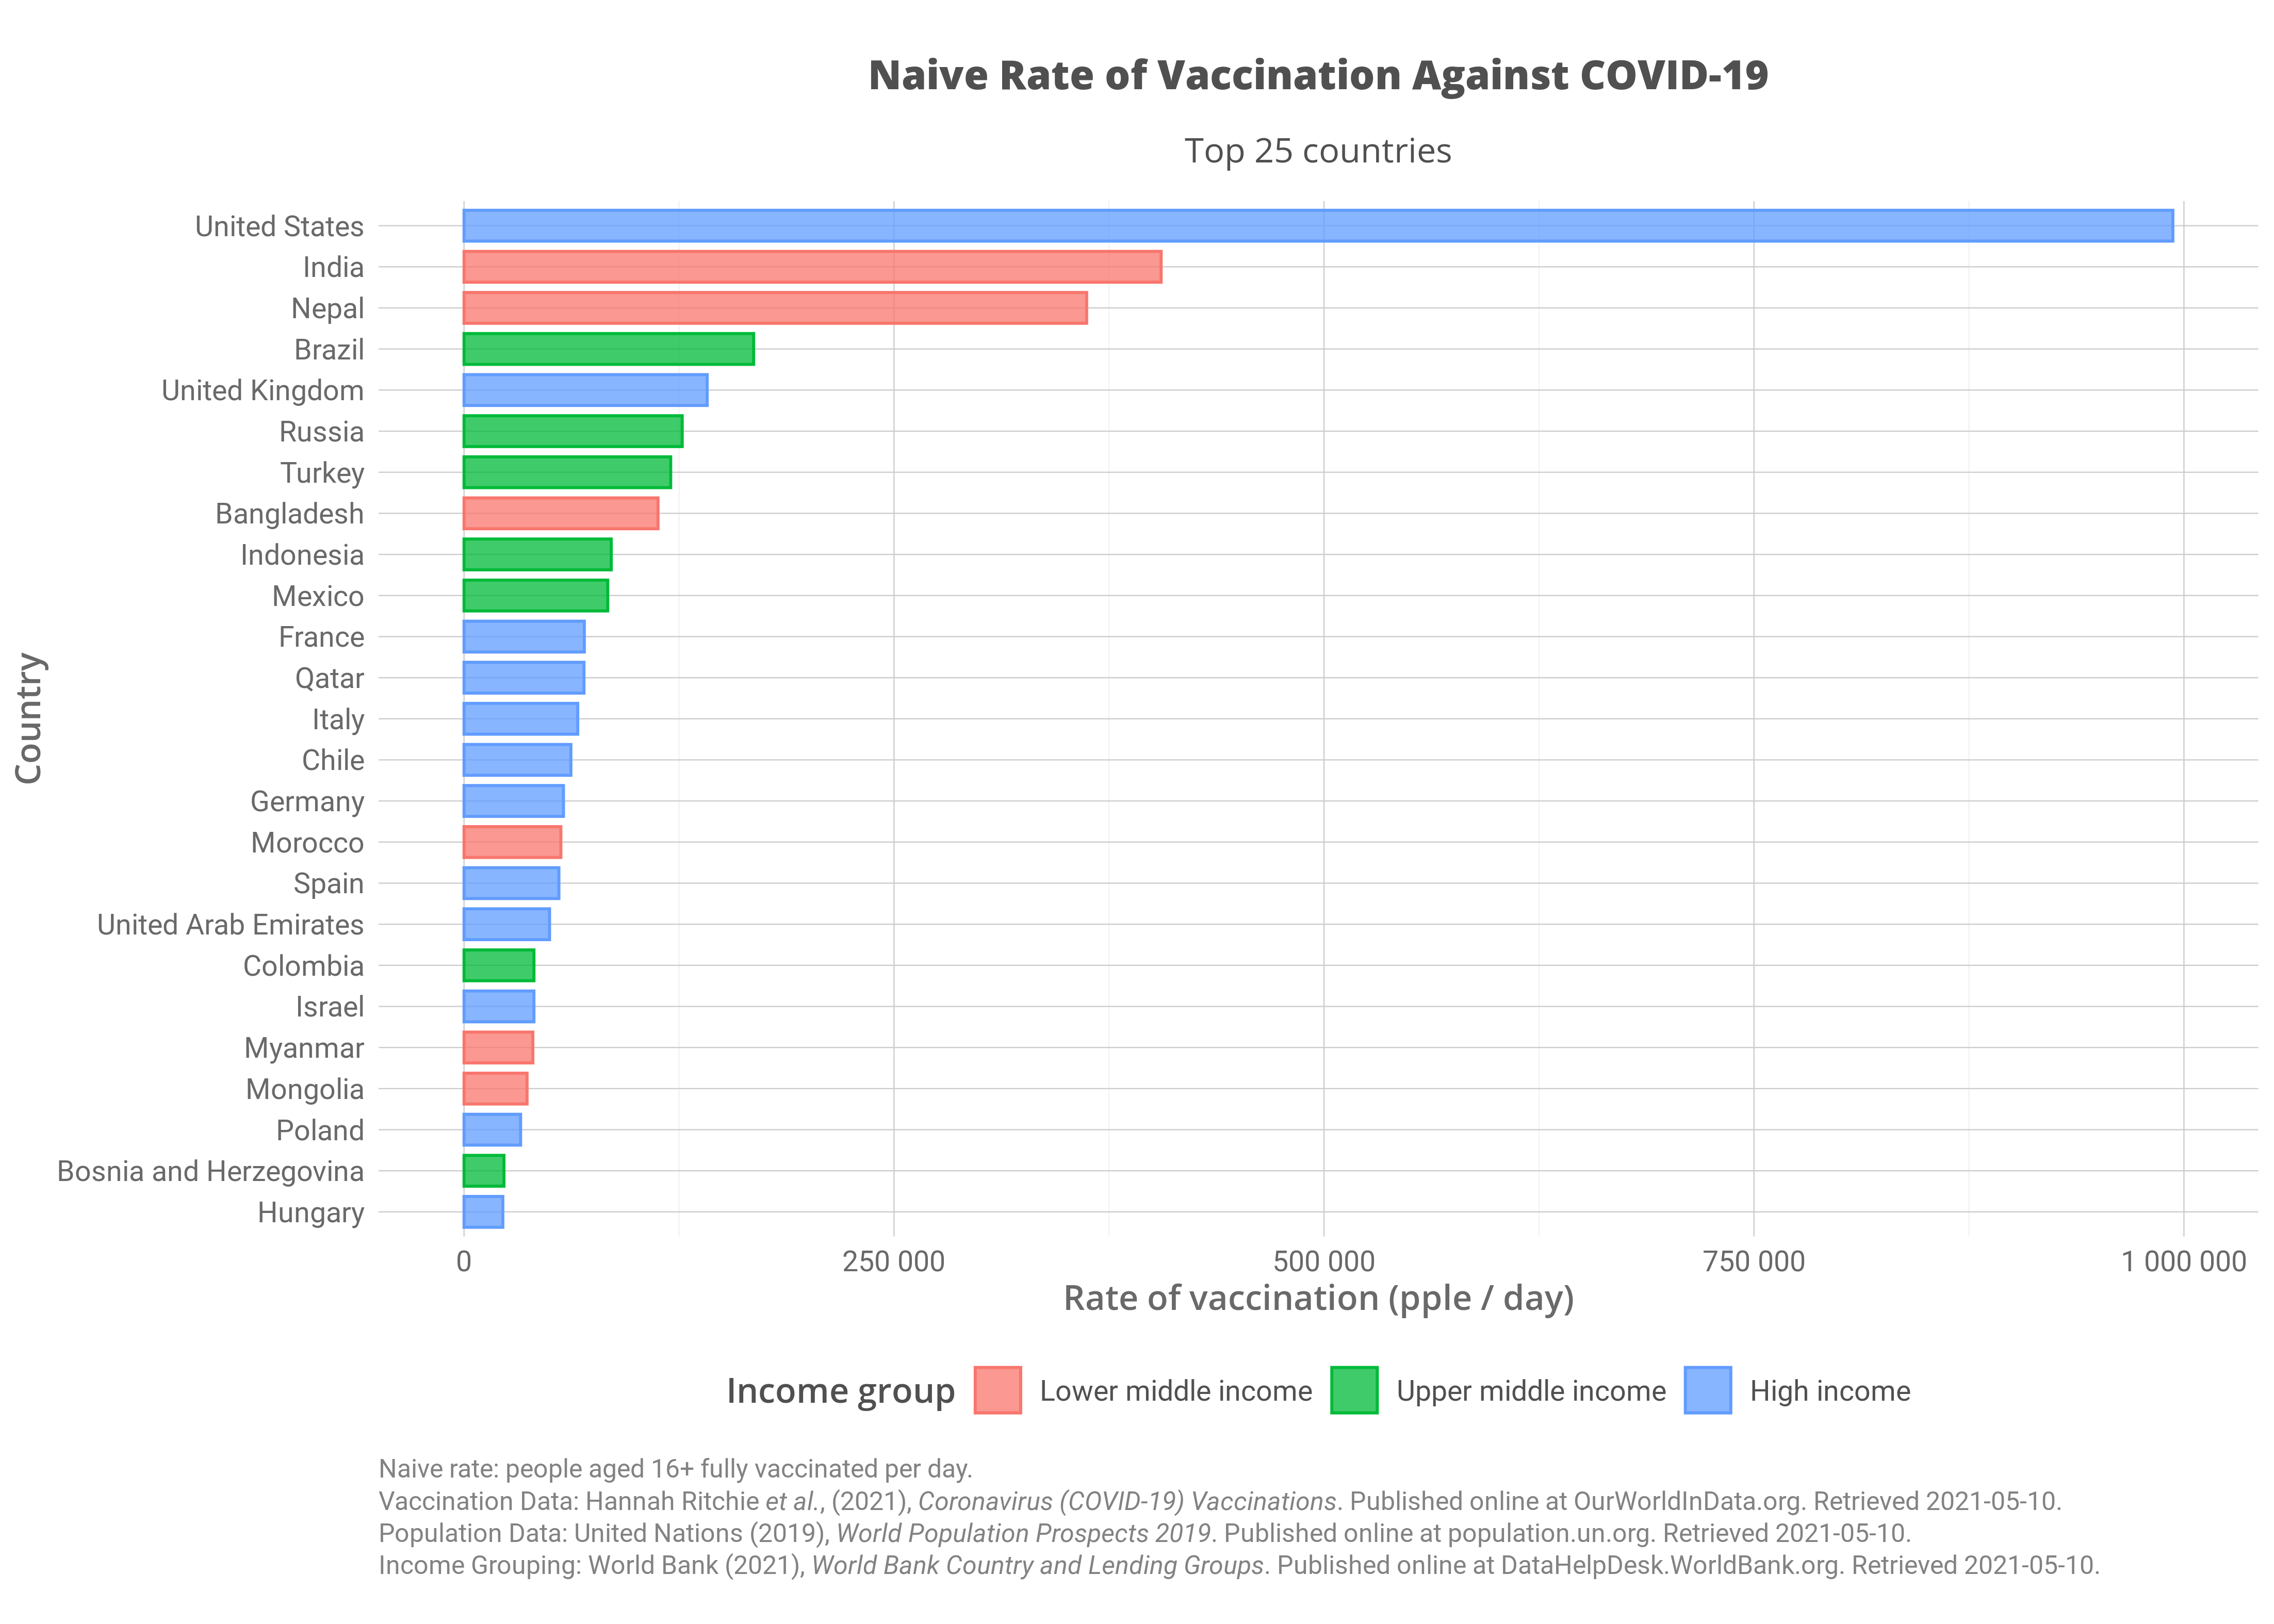 Naive Rate of Vaccination Against COVID-19
Top 25 countries
United States
India
Nepal
Brazil
United Kingdom
Russia
Turkey
Bangladesh
Indonesia
Mexico
France
Qatar
Italy
Chile
Germany
Morocco
Spain
United Arab Emirates
Colombia
Israel
Myanmar
Mongolia
Poland
Bosnia and Herzegovina
Hungary
Country
0 250 000 500 000 750 000 1 000 000
Rate of vaccination (pple / day)
Income group Lower middle income Upper middle income High income
Naive rate: people aged 16+ fully vaccinated per day.
Vaccination Data: Hannah Ritchie et al., (2021), Coronavirus (COVID-19) Vaccinations. Published online at OurWorldInData.org. Retrieved 2021-05-10.
Population Data: United Nations (2019), World Population Prospects 2019. Published online at population.un.org. Retrieved 2021-05-10.
Income Grouping: World Bank (2021), World Bank Country and Lending Groups. Published online at DataHelpDesk.WorldBank.org. Retrieved 2021-05-10.